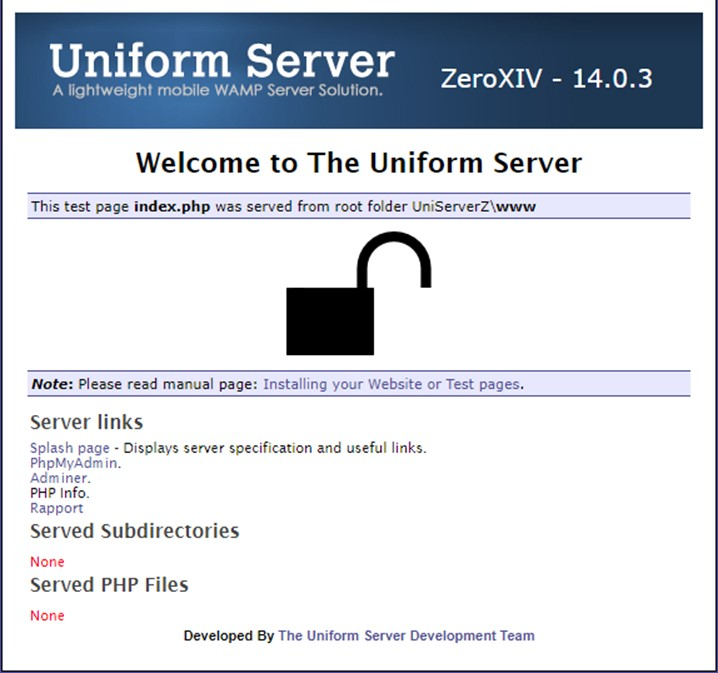 Uniform Server
A lightweight mobile WAMP Server Solution.
ZeroXIV - 14.0.3
Welcome to The Uniform Server
This test page index.php was served from root folder UniServerZ\www
Note: Please read manual page: Installing your Website or Test pages.
Server links
Splash page - Displays server specification and useful links.
PhpMyAdmin.
Adminer.
PHP Info.
Rapport
Served Subdirectories
None
Served PHP Files
None
Developed By The Uniform Server Development Team